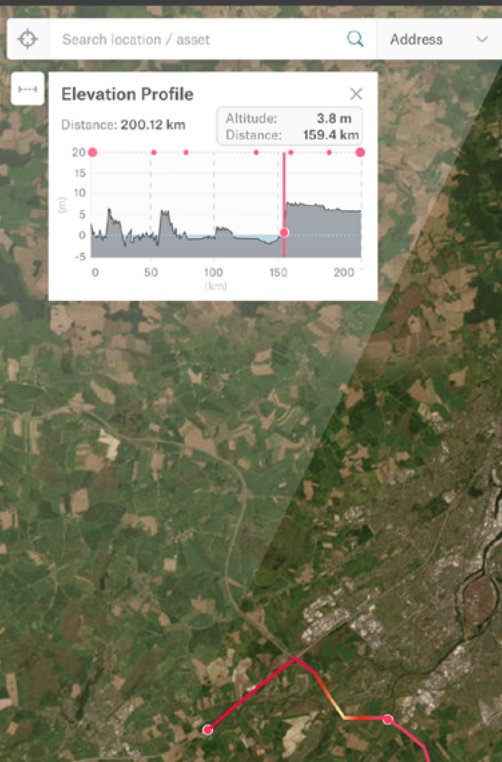 Search location / asset
Address
Elevation Profile
Distance: 200.12 km
Altitude: 3.8 m
Distance: 159.4 km
20
15
10
5
0
-5
(m)
0 50 100 150 200
(km)